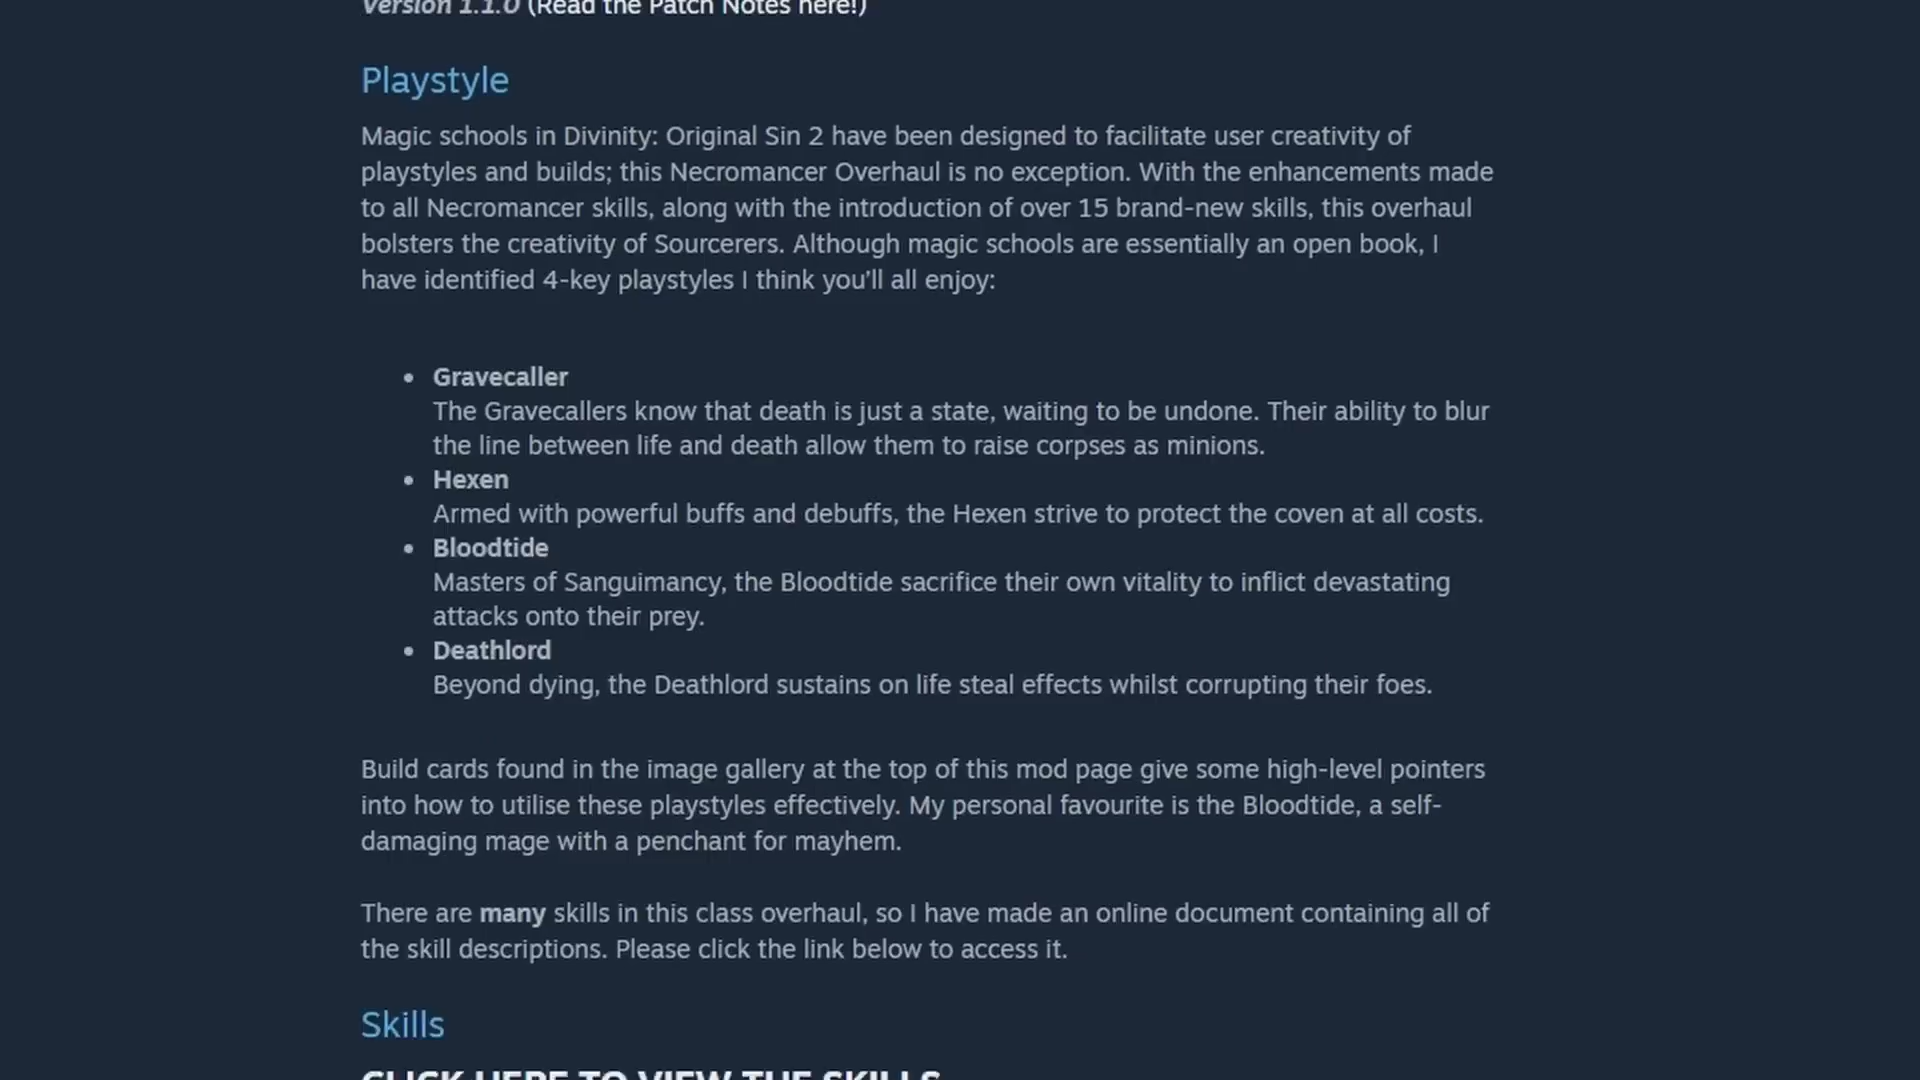 Version 1.1.0 (Read the Patch Notes here!)
Playstyle
Magic schools in Divinity: Original Sin 2 have been designed to facilitate user creativity of
playstyles and builds; this Necromancer Overhaul is no exception. With the enhancements made
to all Necromancer skills, along with the introduction of over 15 brand-new skills, this overhaul
bolsters the creativity of Sourcerers. Although magic schools are essentially an open book, I
have identified 4-key playstyles I think you'll all enjoy:
• Gravecaller
The Gravecallers know that death is just a state, waiting to be undone. Their ability to blur
the line between life and death allow them to raise corpses as minions.
• Hexen
Armed with powerful buffs and debuffs, the Hexen strive to protect the coven at all costs.
• Bloodtide
Masters of Sanguimancy, the Bloodtide sacrifice their own vitality to inflict devastating
attacks onto their prey.
• Deathlord
Beyond dying, the Deathlord sustains on life steal effects whilst corrupting their foes.
Build cards found in the image gallery at the top of this mod page give some high-level pointers
into how to utilise these playstyles effectively. My personal favourite is the Bloodtide, a self-
damaging mage with a penchant for mayhem.
There are many skills in this class overhaul, so I have made an online document containing all of
the skill descriptions. Please click the link below to access it.
Skills
CLICK HERE TO VIEW THE SKILLS